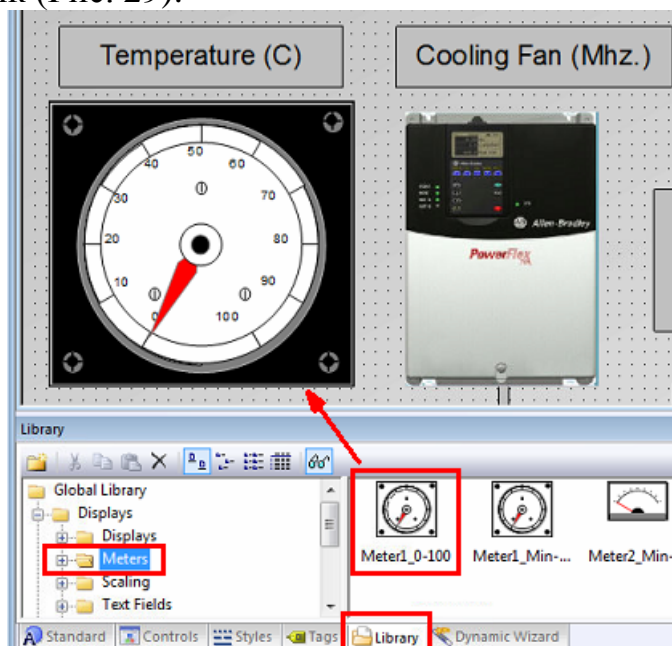 к (Рис. 29).
Temperature (C)
Cooling Fan (Mhz.)
50
40
60
30
70
20
80
10
90
0
100
Allen-Bradley
PowerFlex
Library
Global Library
Displays
Displays
Meters
Scaling
Text Fields
Meter1_0-100
Meter1_Min-...
Meter2_Min-
Standard
Controls
Styles
Tags
Library
Dynamic Wizard